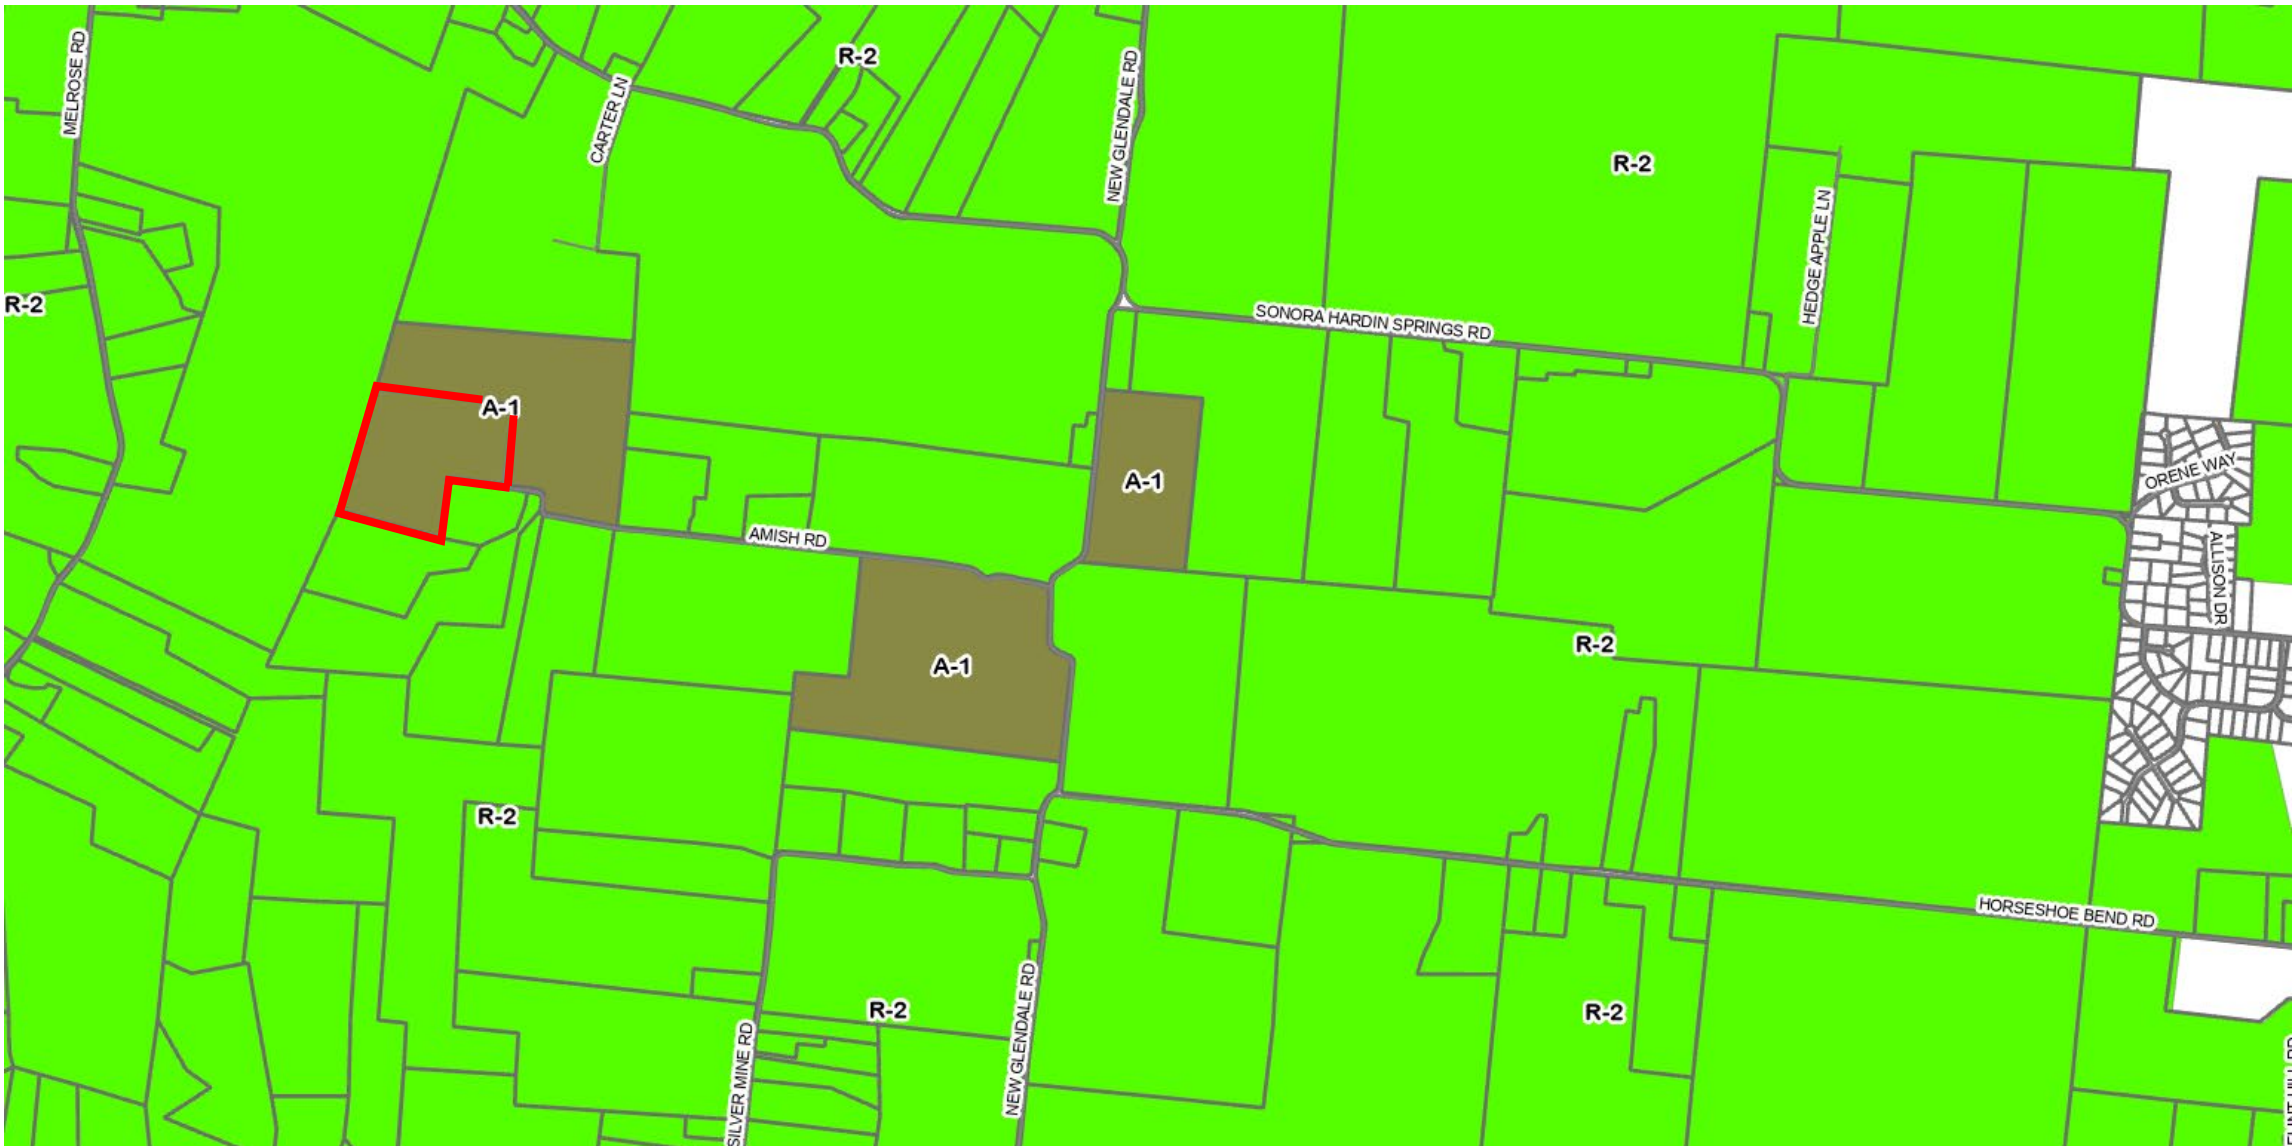 MELROSE RD
R-2
CARTER LN
NEW GLENDALE RD
R-2
HEDGE APPLE LN
R-2
SONORA HARDIN SPRINGS RD
A-1
A-1
ORENE WAY
AMISH RD
ALLISON DR
A-1
R-2
R-2
HORSESHOE BEND RD
R-2
R-2
NEW GLENDALE RD
SILVER MINE RD